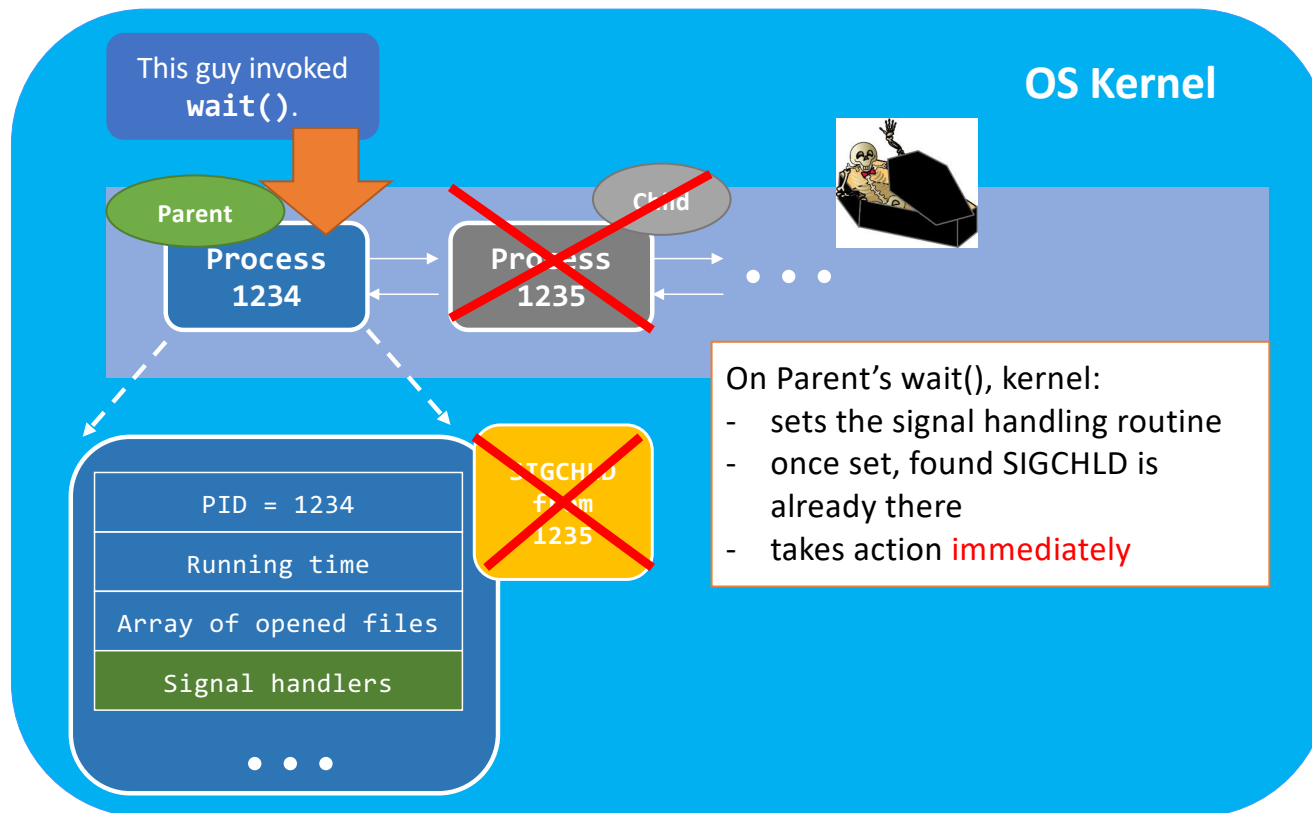 This guy invoked
wait().
OS Kernel
Parent
Child
Process
1234
Process
1235
...
On Parent's wait(), kernel:
- sets the signal handling routine
- once set, found SIGCHLD is
already there
- takes action immediately
SIGCHLD
from
1235
PID = 1234
Running time
Array of opened files
Signal handlers
...